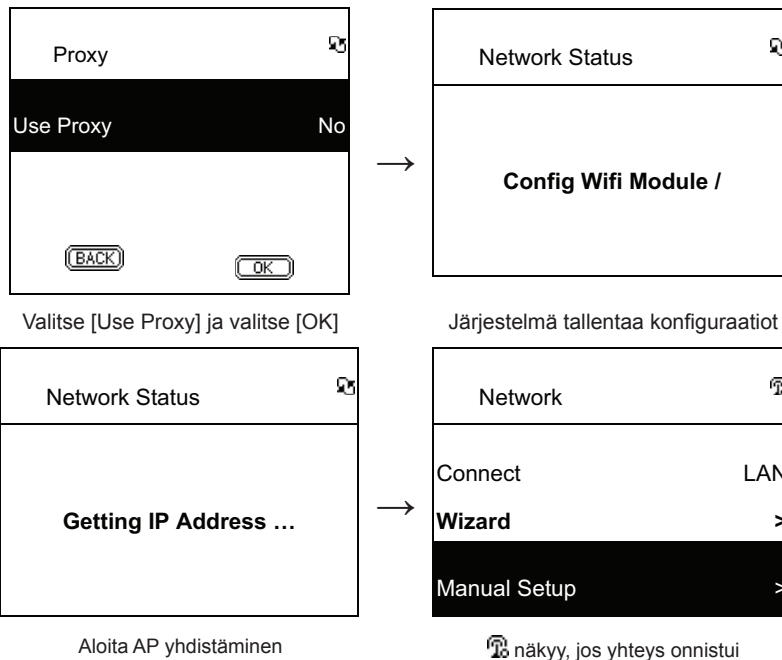 Proxy
Use Proxy No
BACK
OK
→
Network Status
Config Wifi Module /
Valitse [Use Proxy] ja valitse [OK]
Järjestelmä tallentaa konfiguraatiot
Network Status
Getting IP Address …
→
Network
Connect LAN
Wizard >
Manual Setup >
Aloita AP yhdistäminen
näkyy, jos yhteys onnistui